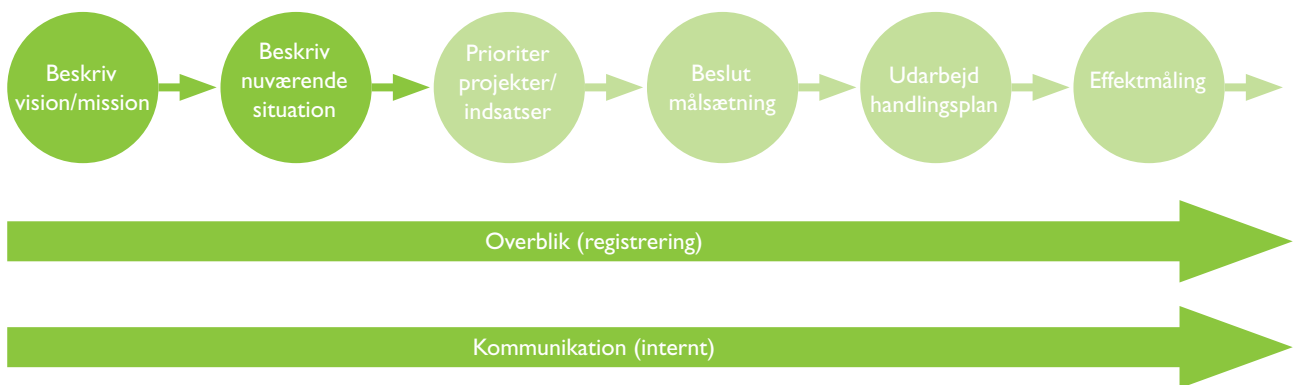 Beskriv
vision/mission
Beskriv
nuværende
situation
Prioriter
projekter/
indsatser
Beslut
målsætning
Udarbejd
handlingsplan
Effektmåling
Overblik (registrering)
Kommunikation (internt)